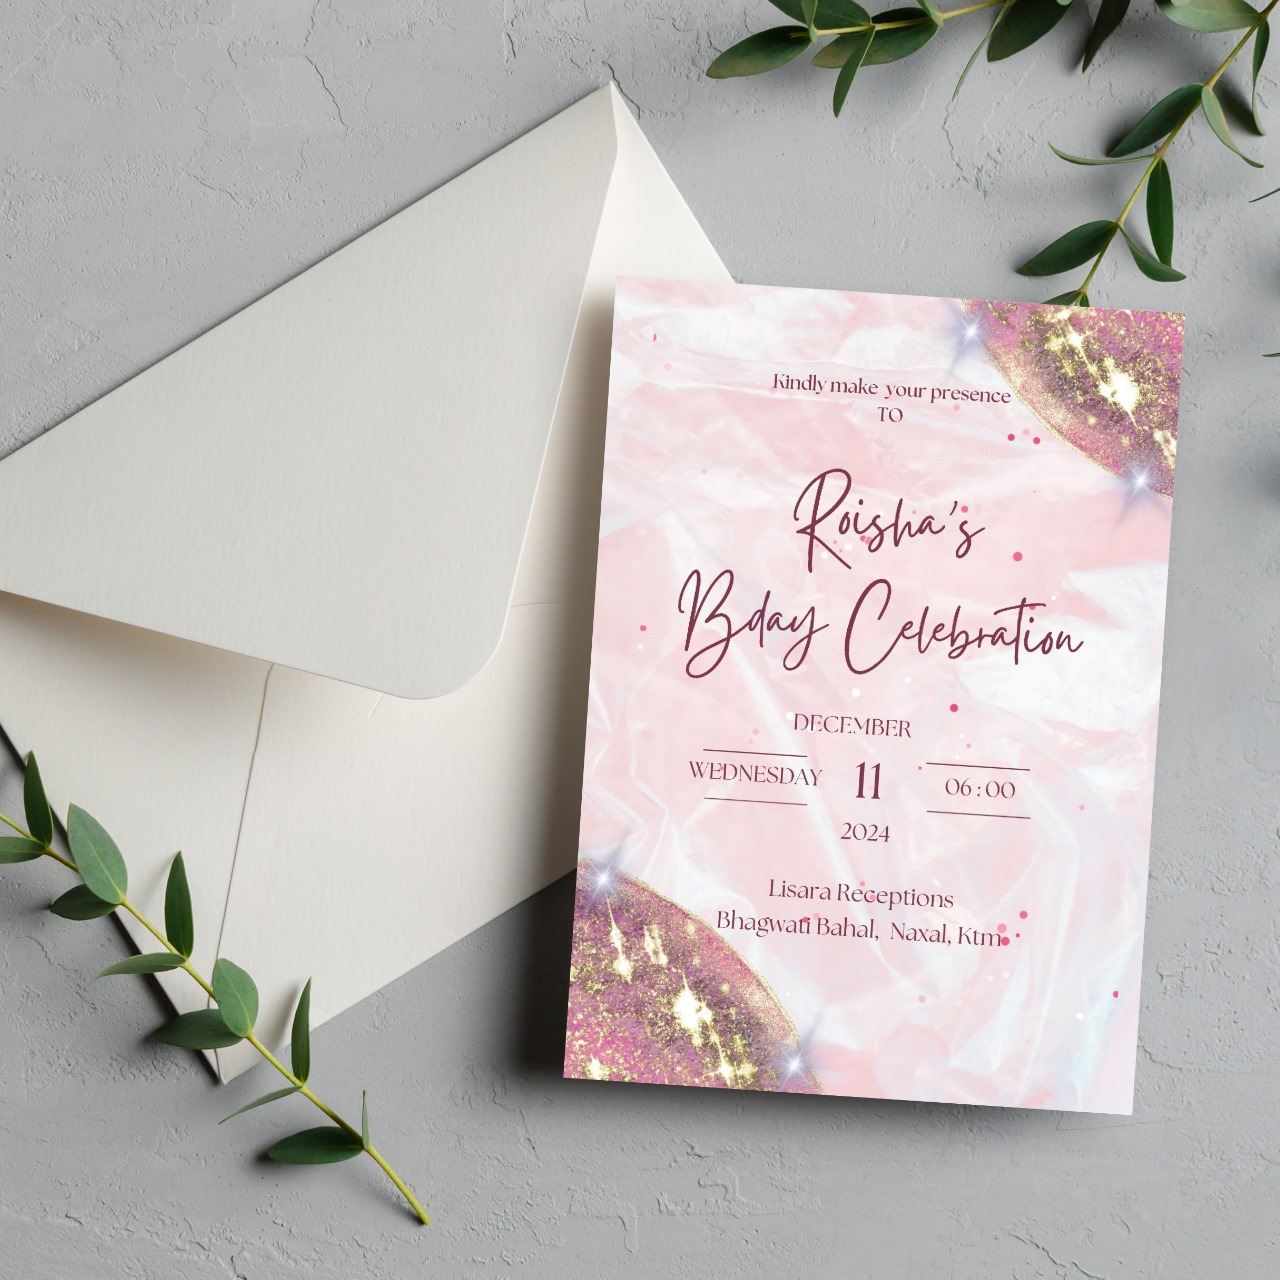 Kindly make your presence
TO
Roisha's
Bday Celebration
DECEMBER
WEDNESDAY 11 06:00
2024
Lisara Receptions
Bhagwati Bahal, Naxal, Ktm